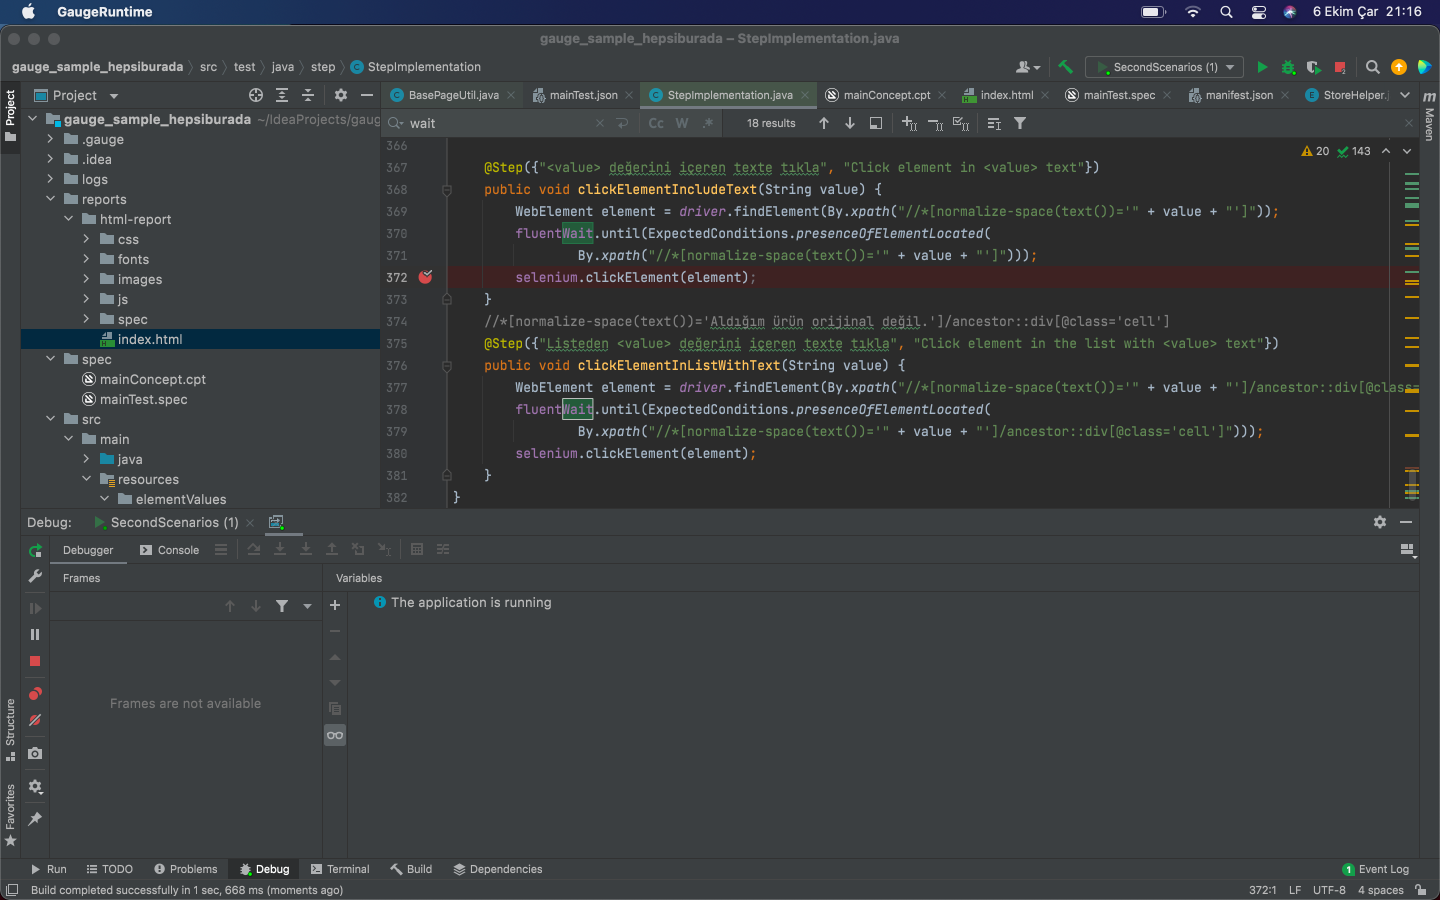 GaugeRuntime
6 Ekim Çar 21:16
gauge_sample_hepsiburada – StepImplementation.java
gauge_sample_hepsiburada
src
test
java
step
StepImplementation
SecondScenarios (1)
Project
Project
BasePageUtil.java
mainTest.json
StepImplementation.java
mainConcept.cpt
index.html
mainTest.spec
manifest.json
StoreHelper.j
Maven
gauge_sample_hepsiburada ~/IdeaProjects/gaug
.gauge
.idea
logs
reports
html-report
css
fonts
images
js
spec
index.html
spec
mainConcept.cpt
mainTest.spec
src
main
java
resources
elementValues
wait
Cc
W
.*
18 results
20
143
366
367 @Step({"<value> değerini içeren texte tıkla", "Click element in <value> text"})
368 public void clickElementIncludeText(String value) {
369 WebElement element = driver.findElement(By.xpath("//*[normalize-space(text())='" + value + "']"));
370 fluentWait.until(ExpectedConditions.presenceOfElementLocated(
371 By.xpath("//*[normalize-space(text())='" + value + "']")));
372 selenium.clickElement(element);
373 }
374 //*[normalize-space(text())='Aldığım ürün orijinal değil.']/ancestor::div[@class='cell']
375 @Step({"Listeden <value> değerini içeren texte tıkla", "Click element in the list with <value> text"})
376 public void clickElementInListWithText(String value) {
377 WebElement element = driver.findElement(By.xpath("//*[normalize-space(text())='" + value + "']/ancestor::div[@class=
378 fluentWait.until(ExpectedConditions.presenceOfElementLocated(
379 By.xpath("//*[normalize-space(text())='" + value + "']/ancestor::div[@class='cell']")));
380 selenium.clickElement(element);
381 }
382 }
Debug:
SecondScenarios (1)
Debugger
Console
Frames
Variables
The application is running
Frames are not available
Structure
Favorites
Run
TODO
Problems
Debug
Terminal
Build
Dependencies
1 Event Log
Build completed successfully in 1 sec, 668 ms (moments ago)
372:1 LF UTF-8 4 spaces